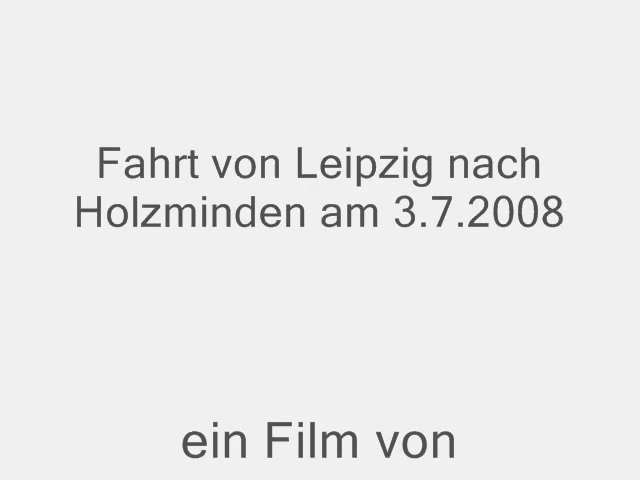 Fahrt von Leipzig nach
Holzminden am 3.7.2008
ein Film von